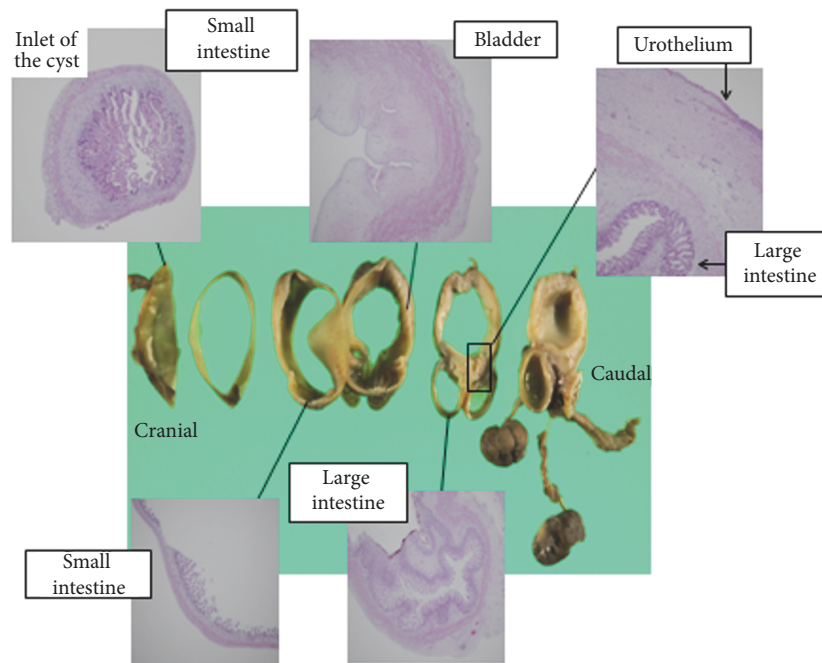 Inlet of
the cyst
Small
intestine
Bladder
Urothelium
Large
intestine
Caudal
Cranial
Large
intestine
Small
intestine